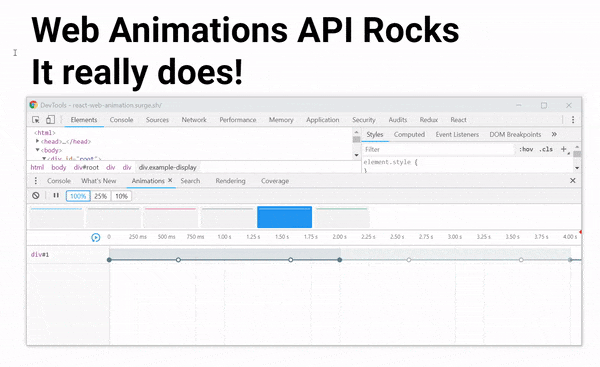 Web Animations API Rocks
It really does!
DevTools - react-web-animation.surge.sh/
Elements Console Sources Network Performance Memory Application Security Audits Redux React
<html>
<head>…</head>
<body>
<div id="root">
html body div#root div div div.example-display
Styles Computed Event Listeners DOM Breakpoints »
Filter :hov .cls +
element.style {
}
Console What's New Animations × Search Rendering Coverage
100% 25% 10%
0 250 ms 500 ms 750 ms 1.00 s 1.25 s 1.50 s 1.75 s 2.00 s 2.25 s 2.50 s 2.75 s 3.00 s 3.25 s 3.50 s 3.75 s 4.00 s
div#1